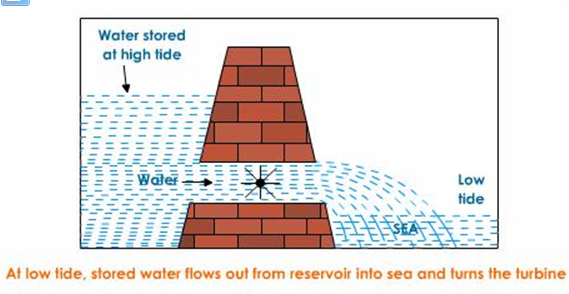 Water stored
at high tide
Water
Low
tide
SEA
At low tide, stored water flows out from reservoir into sea and turns the turbine